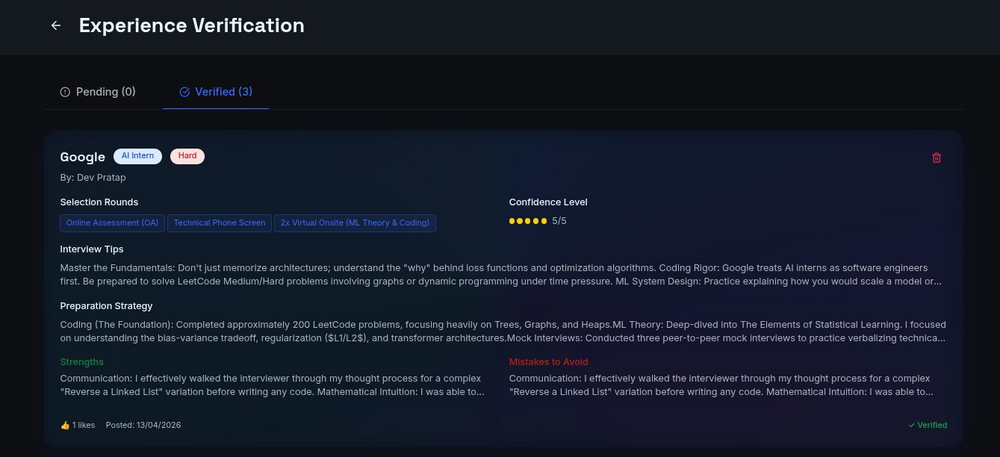 Experience Verification
Pending (0)
Verified (3)
Google
AI Intern
Hard
By: Dev Pratap
Selection Rounds
Online Assessment (OA)
Technical Phone Screen
2x Virtual Onsite (ML Theory & Coding)
Confidence Level
5/5
Interview Tips
Master the Fundamentals: Don't just memorize architectures; understand the "why" behind loss functions and optimization algorithms. Coding Rigor: Google treats AI interns as software engineers
first. Be prepared to solve LeetCode Medium/Hard problems involving graphs or dynamic programming under time pressure. ML System Design: Practice explaining how you would scale a model or...
Preparation Strategy
Coding (The Foundation): Completed approximately 200 LeetCode problems, focusing heavily on Trees, Graphs, and Heaps.ML Theory: Deep-dived into The Elements of Statistical Learning. I focused
on understanding the bias-variance tradeoff, regularization ($L1/L2$), and transformer architectures.Mock Interviews: Conducted three peer-to-peer mock interviews to practice verbalizing technica...
Strengths
Communication: I effectively walked the interviewer through my thought process for a complex
"Reverse a Linked List" variation before writing any code. Mathematical Intuition: I was able to...
Mistakes to Avoid
Communication: I effectively walked the interviewer through my thought process for a complex
"Reverse a Linked List" variation before writing any code. Mathematical Intuition: I was able to...
👍 1 likes
Posted: 13/04/2026
✓ Verified